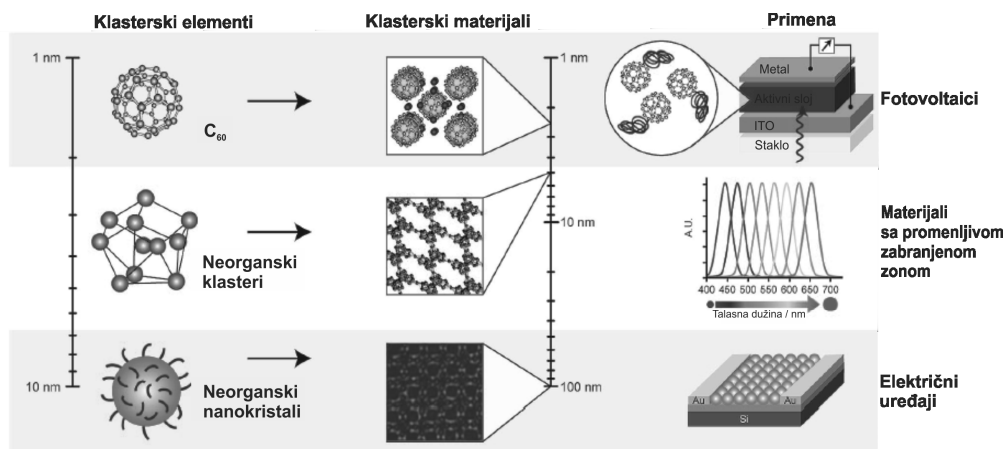 Klasterski elementi
Klasterski materijali
Primena
1 nm
C60
1 nm
Metal
Aktivni sloj
ITO
Staklo
Fotovoltaici
Neorganski
klasteri
10 nm
A.U.
400 450 500 550 600 650 700
Talasna dužina / nm
Materijali
sa promenljivom
zabranjenom
zonom
10 nm
Neorganski
nanokristali
100 nm
Au
Au
Si
Električni
uređaji